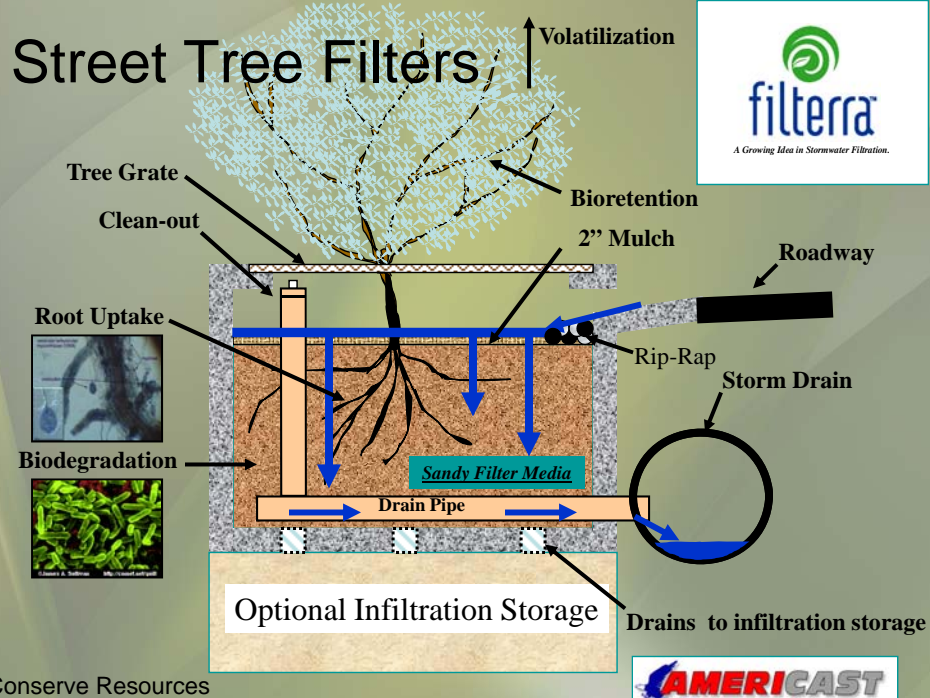 Street Tree Filters
Volatilization
filterra™
A Growing Idea in Stormwater Filtration.
Tree Grate
Clean-out
Bioretention
2” Mulch
Roadway
Root Uptake
Rip-Rap
Storm Drain
Biodegradation
Sandy Filter Media
Drain Pipe
Optional Infiltration Storage
Drains to infiltration storage
Conserve Resources
AMERICAST